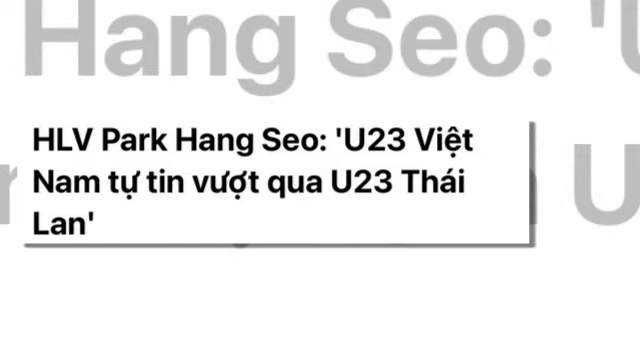 Hang Seo: 'U
HLV Park Hang Seo: 'U23 Việt
Nam tự tin vượt qua U23 Thái
Lan'
U